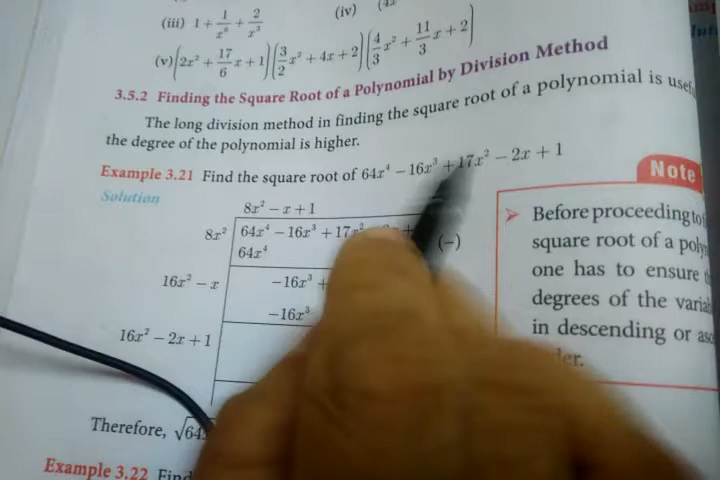 (iii) 1 + 1/x⁶ + 2/x³
(iv)
(v) (2x² + 17/6 x + 1)(3/2 x² + 4x + 2)(4/3 x² + 11/3 x + 2)
3.5.2 Finding the Square Root of a Polynomial by Division Method
The long division method in finding the square root of a polynomial is
the degree of the polynomial is higher.
Example 3.21 Find the square root of 64x⁴ − 16x³ + 17x² − 2x + 1
Solution
8x² − x + 1
8x² 64x⁴ − 16x³ + 17x²
64x⁴ (−)
16x² − x −16x³ +
−16x³
16x² − 2x + 1
Therefore, √64
Example 3.22 Find
Note
➤ Before proceeding to
square root of a
one has to ensure
degrees of the
in descending or